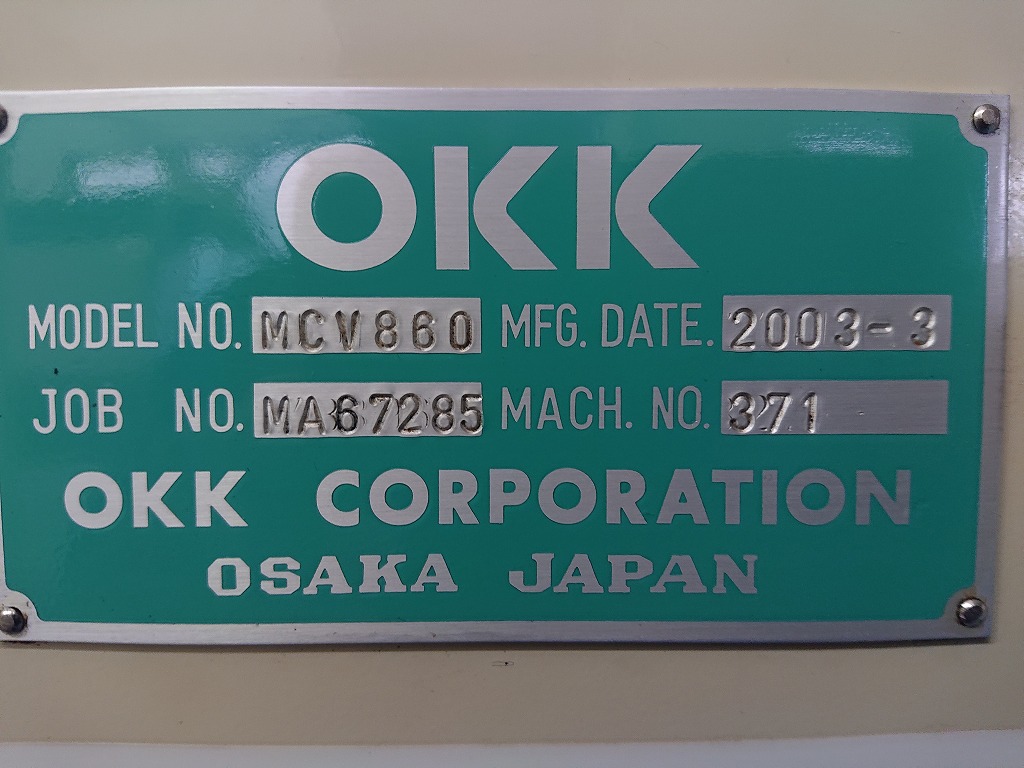 OKK
MODEL NO. MCV860 MFG. DATE. 2003-3
JOB NO. MA67285 MACH. NO. 371
OKK CORPORATION
OSAKA JAPAN